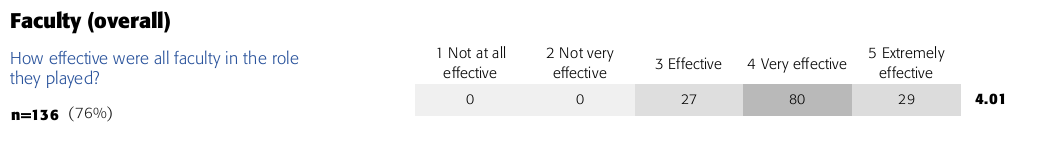 Faculty (overall)
How effective were all faculty in the role
they played?
n=136 (76%)
1 Not at all
effective
2 Not very
effective
3 Effective
4 Very effective
5 Extremely
effective
0 0 27 80 29 4.01